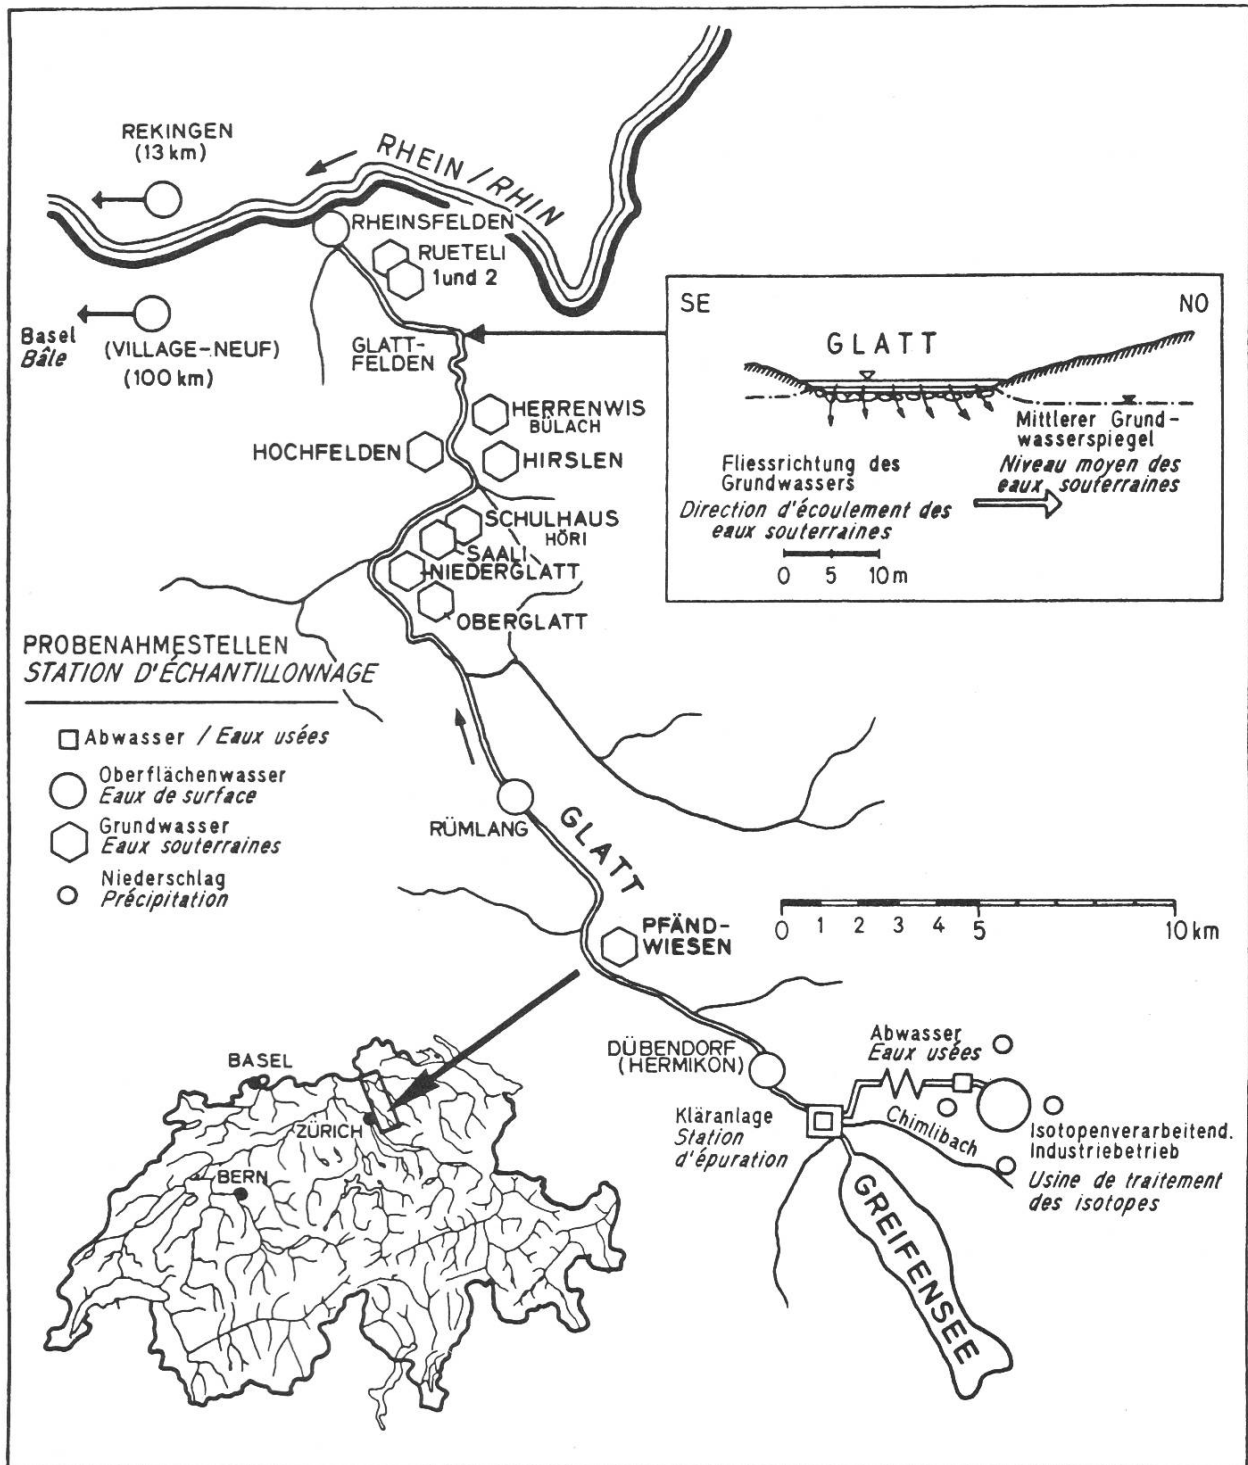 REKINGEN
(13 km)
RHEIN / RHIN
RHEINSFELDEN
RUETELI
1 und 2
Basel
Bâle
(VILLAGE-NEUF)
(100 km)
GLATT-
FELDEN
HERRENWIS
BÜLACH
HOCHFELDEN
HIRSLEN
SCHULHAUS
HÖRI
SAALI
NIEDERGLATT
OBERGLATT
SE
NO
GLATT
Mittlerer Grund-
wasserspiegel
Niveau moyen des
eaux souterraines
Fliessrichtung des
Grundwassers
Direction d'écoulement des
eaux souterraines
0 5 10 m
PROBENAHMESTELLEN
STATION D'ÉCHANTILLONNAGE
Abwasser / Eaux usées
Oberflächenwasser
Eaux de surface
Grundwasser
Eaux souterraines
Niederschlag
Précipitation
RÜMLANG
GLATT
PFÄND-
WIESEN
0 1 2 3 4 5 10 km
DÜBENDORF
(HERMIKON)
Abwasser
Eaux usées
Kläranlage
Station
d'épuration
Chimlibach
Isotopenverarbeitend.
Industriebetrieb
Usine de traitement
des isotopes
GREIFENSEE
BASEL
ZÜRICH
BERN